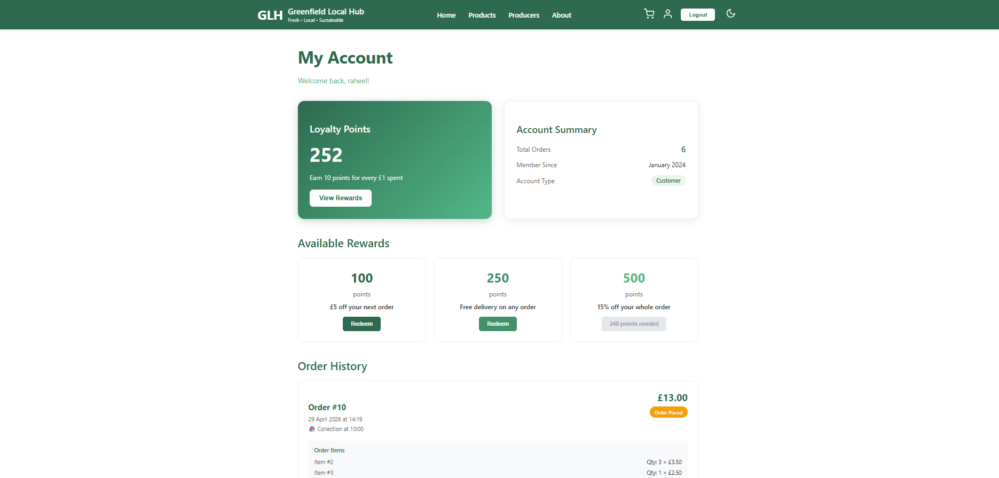 GLH
Greenfield Local Hub
Fresh • Local • Sustainable
Home
Products
Producers
About
Logout
My Account
Welcome back, raheel!
Loyalty Points
252
Earn 10 points for every £1 spent
View Rewards
Account Summary
Total Orders 6
Member Since January 2024
Account Type Customer
Available Rewards
100
points
£5 off your next order
Redeem
250
points
Free delivery on any order
Redeem
500
points
15% off your whole order
248 points needed
Order History
£13.00
Order Placed
Order #10
29 April 2026 at 14:19
Collection at 10:00
Order Items
Item #2 Qty: 3 × £3.50
Item #3 Qty: 1 × £2.50